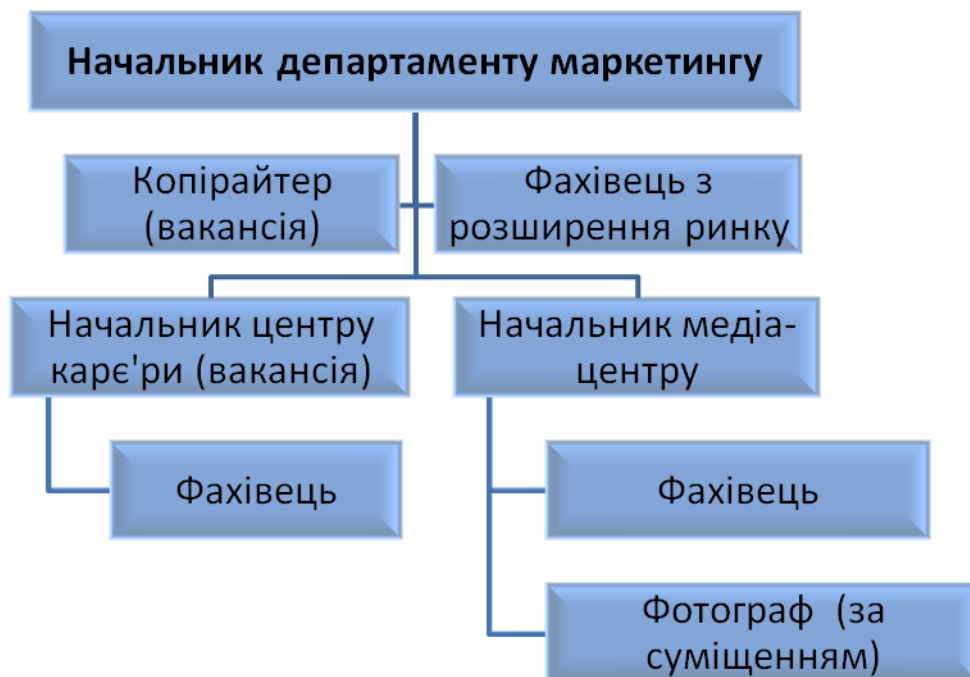 Начальник департаменту маркетингу
Копірайтер
(вакансія)
Фахівець з
розширення ринку
Начальник центру
карє'ри (вакансія)
Начальник медіа-
центру
Фахівець
Фахівець
Фотограф (за
суміщенням)